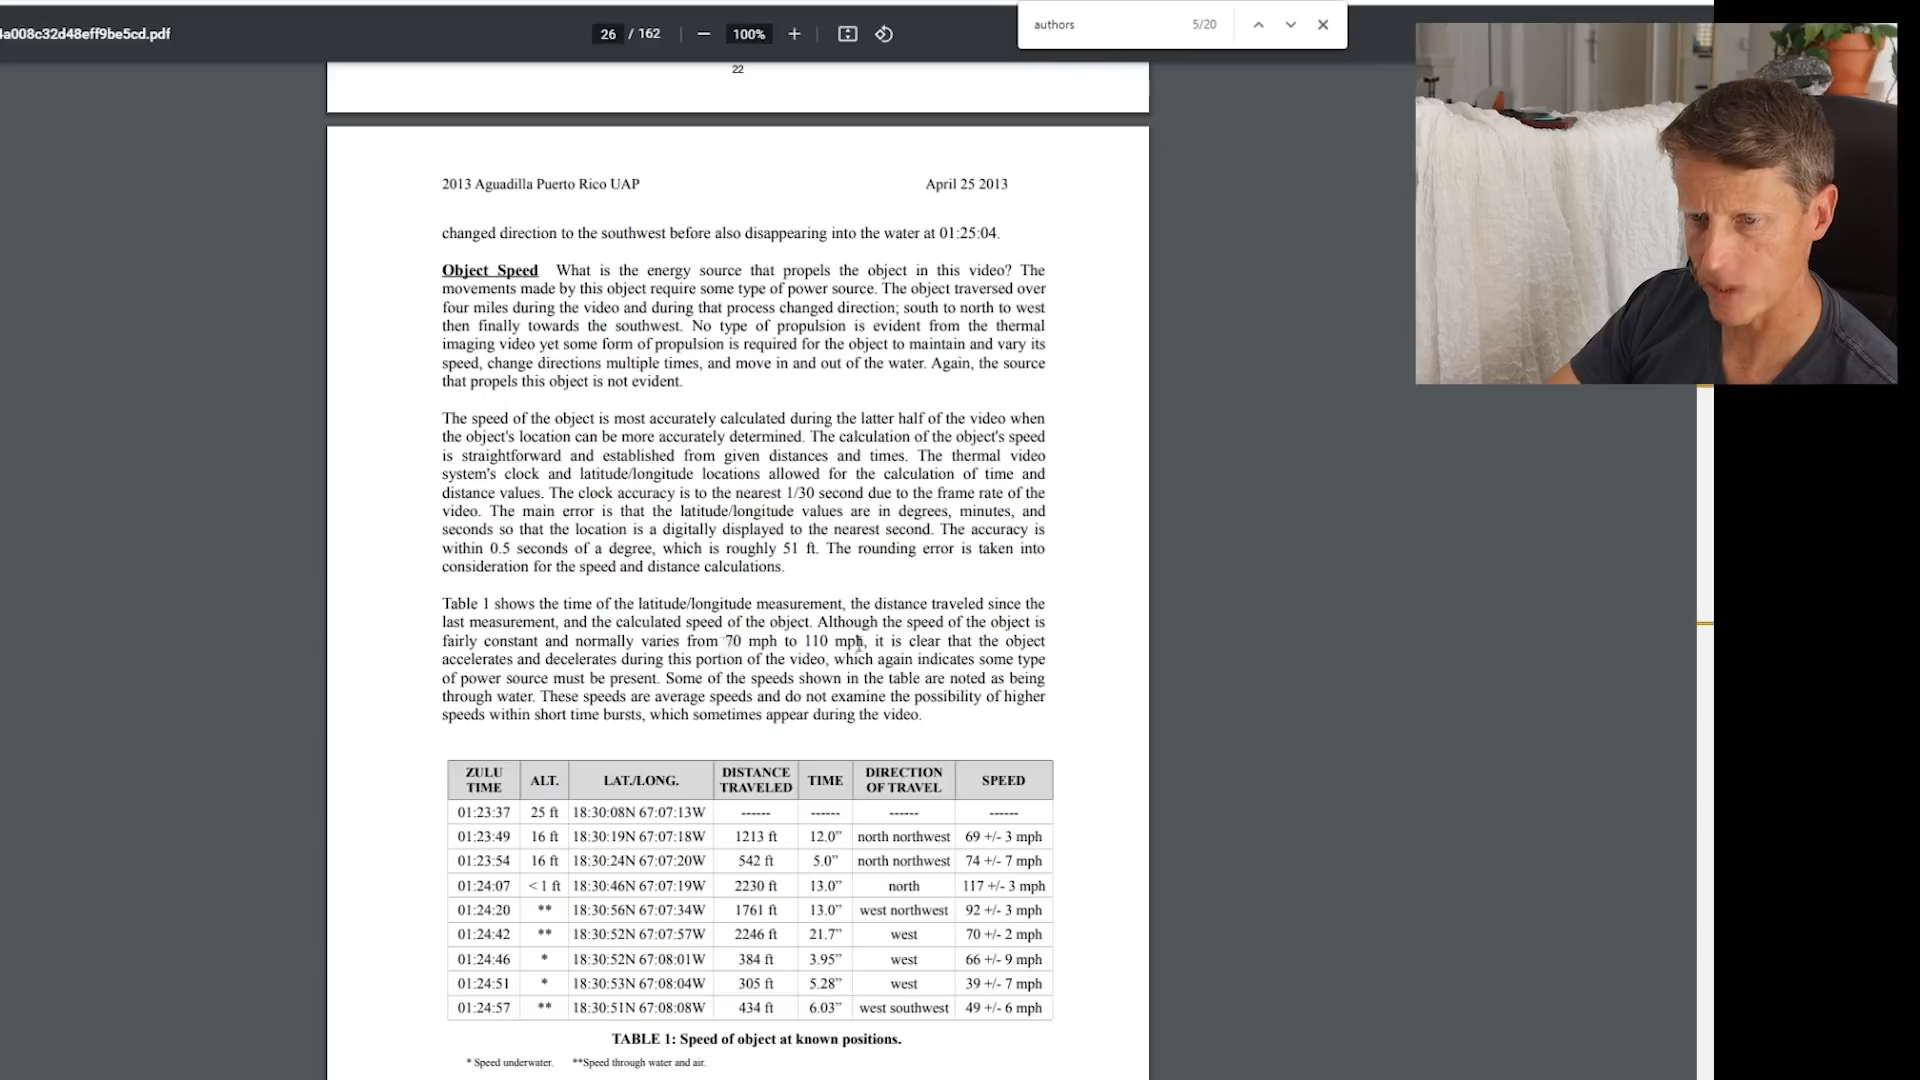 4a008c32d48eff9be5cd.pdf
26 / 162
100%
authors 5/20
22
2013 Aguadilla Puerto Rico UAP April 25 2013
changed direction to the southwest before also disappearing into the water at 01:25:04.
Object Speed What is the energy source that propels the object in this video? The
movements made by this object require some type of power source. The object traversed over
four miles during the video and during that process changed direction; south to north to west
then finally towards the southwest. No type of propulsion is evident from the thermal
imaging video yet some form of propulsion is required for the object to maintain and vary its
speed, change directions multiple times, and move in and out of the water. Again, the source
that propels this object is not evident.
The speed of the object is most accurately calculated during the latter half of the video when
the object's location can be more accurately determined. The calculation of the object's speed
is straightforward and established from given distances and times. The thermal video
system's clock and latitude/longitude locations allowed for the calculation of time and
distance values. The clock accuracy is to the nearest 1/30 second due to the frame rate of the
video. The main error is that the latitude/longitude values are in degrees, minutes, and
seconds so that the location is a digitally displayed to the nearest second. The accuracy is
within 0.5 seconds of a degree, which is roughly 51 ft. The rounding error is taken into
consideration for the speed and distance calculations.
Table 1 shows the time of the latitude/longitude measurement, the distance traveled since the
last measurement, and the calculated speed of the object. Although the speed of the object is
fairly constant and normally varies from 70 mph to 110 mph, it is clear that the object
accelerates and decelerates during this portion of the video, which again indicates some type
of power source must be present. Some of the speeds shown in the table are noted as being
through water. These speeds are average speeds and do not examine the possibility of higher
speeds within short time bursts, which sometimes appear during the video.
ZULU TIME ALT. LAT./LONG. DISTANCE TRAVELED TIME DIRECTION OF TRAVEL SPEED
01:23:37 25 ft 18:30:08N 67:07:13W ------ ------ ------ ------
01:23:49 16 ft 18:30:19N 67:07:18W 1213 ft 12.0” north northwest 69 +/- 3 mph
01:23:54 16 ft 18:30:24N 67:07:20W 542 ft 5.0” north northwest 74 +/- 7 mph
01:24:07 < 1 ft 18:30:46N 67:07:19W 2230 ft 13.0” north 117 +/- 3 mph
01:24:20 ** 18:30:56N 67:07:34W 1761 ft 13.0” west northwest 92 +/- 3 mph
01:24:42 ** 18:30:52N 67:07:57W 2246 ft 21.7” west 70 +/- 2 mph
01:24:46 * 18:30:52N 67:08:01W 384 ft 3.95” west 66 +/- 9 mph
01:24:51 * 18:30:53N 67:08:04W 305 ft 5.28” west 39 +/- 7 mph
01:24:57 ** 18:30:51N 67:08:08W 434 ft 6.03” west southwest 49 +/- 6 mph
TABLE 1: Speed of object at known positions.
* Speed underwater. **Speed through water and air.